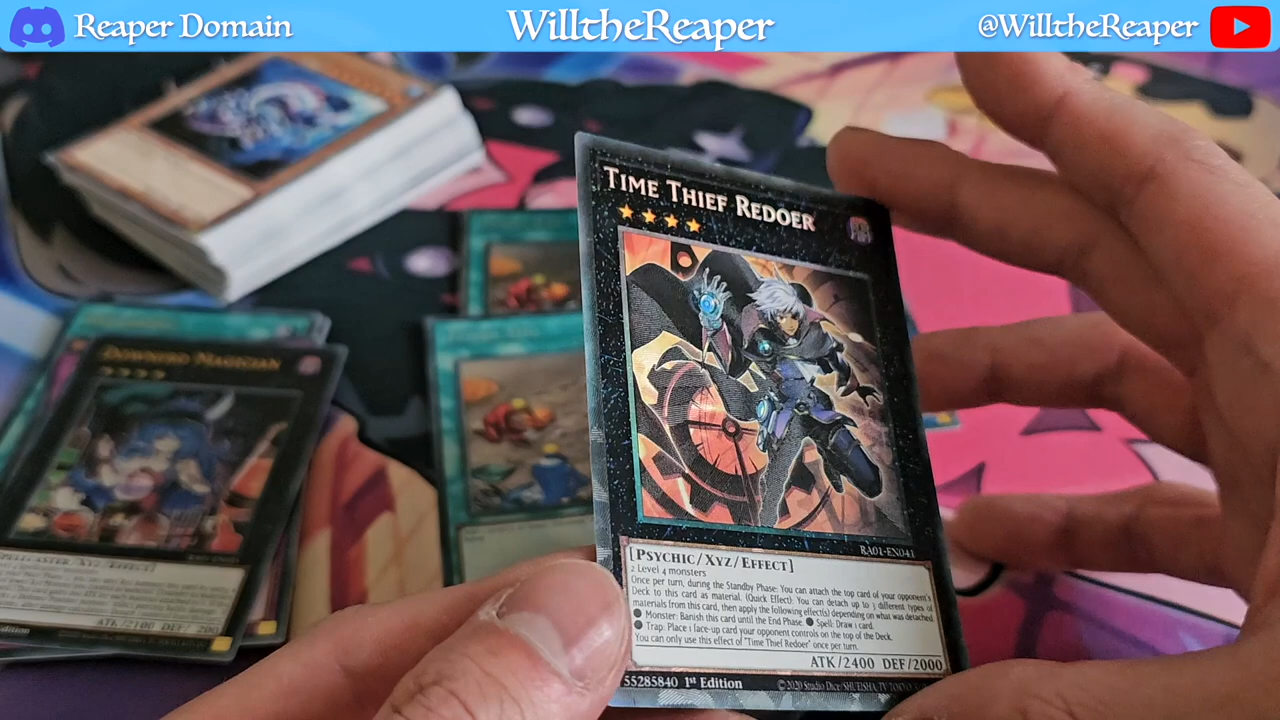 Reaper Domain
WilltheReaper
@WilltheReaper
TIME THIEF REDOER
RA01-EN041
[PSYCHIC/XYZ/EFFECT]
2 Level 4 monsters
Once per turn, during the Standby Phase: You can attach the top card of your opponent's
Deck to this card as material. (Quick Effect): You can detach up to 3 different types of
materials from this card, then apply the following effect(s) depending on what was detached.
● Monster: Banish this card until the End Phase. ● Spell: Draw 1 card.
● Trap: Place 1 face-up card your opponent controls on the top of the Deck.
You can only use this effect of "Time Thief Redoer" once per turn.
ATK/2400 DEF/2000
55285840 1st Edition
©2020 Studio Dice/SHUEISHA, TV TOKYO,
DOWNERD MAGICIAN
ATK/2100 DEF/200